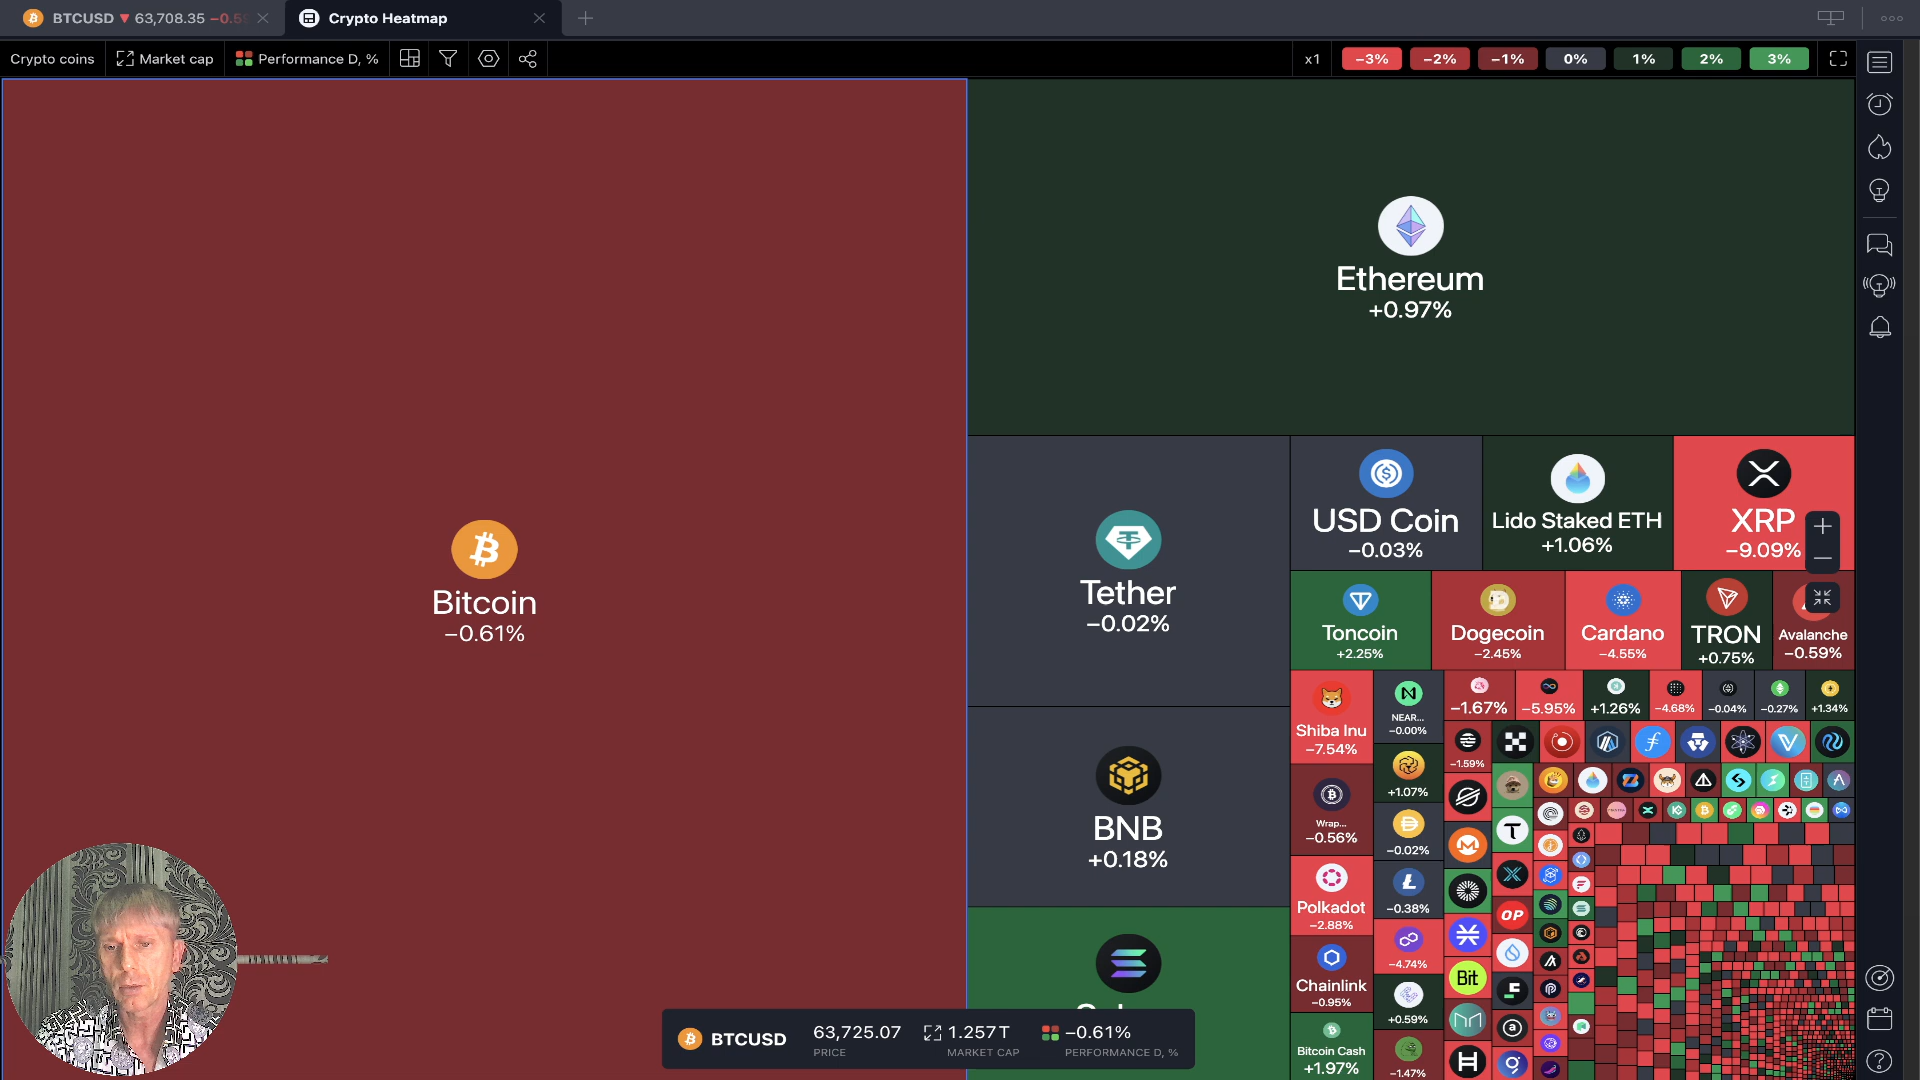 BTCUSD ▼ 63,708.35 −0.5
Crypto Heatmap
Crypto coins
Market cap
Performance D, %
x1
−3%
−2%
−1%
0%
1%
2%
3%
Bitcoin
−0.61%
Ethereum
+0.97%
Tether
−0.02%
BNB
+0.18%
USD Coin
−0.03%
Lido Staked ETH
+1.06%
XRP
−9.09%
Toncoin
+2.25%
Dogecoin
−2.45%
Cardano
−4.55%
TRON
+0.75%
Avalanche
−0.59%
Shiba Inu
−7.54%
NEAR...
−0.00%
−1.67%
−5.95%
+1.26%
−4.68%
−0.04%
−0.27%
+1.34%
−1.59%
Wrap...
−0.56%
+1.07%
−0.02%
Polkadot
−2.88%
−0.38%
−4.74%
Chainlink
−0.95%
+0.59%
Bitcoin Cash
+1.97%
−1.47%
OP
Bit
BTCUSD
63,725.07
PRICE
1.257 T
MARKET CAP
−0.61%
PERFORMANCE D, %